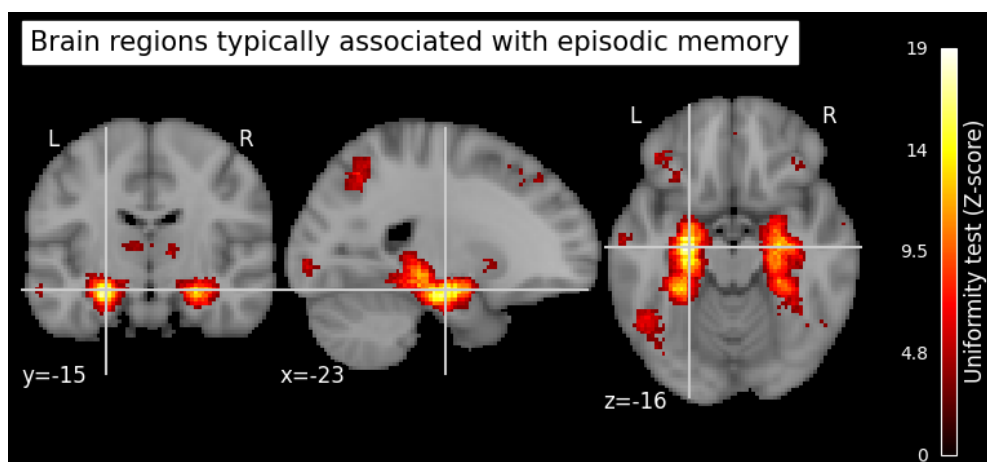 Brain regions typically associated with episodic memory
L
R
L
R
y=-15
x=-23
z=-16
19
14
9.5
4.8
0
Uniformity test (Z-score)